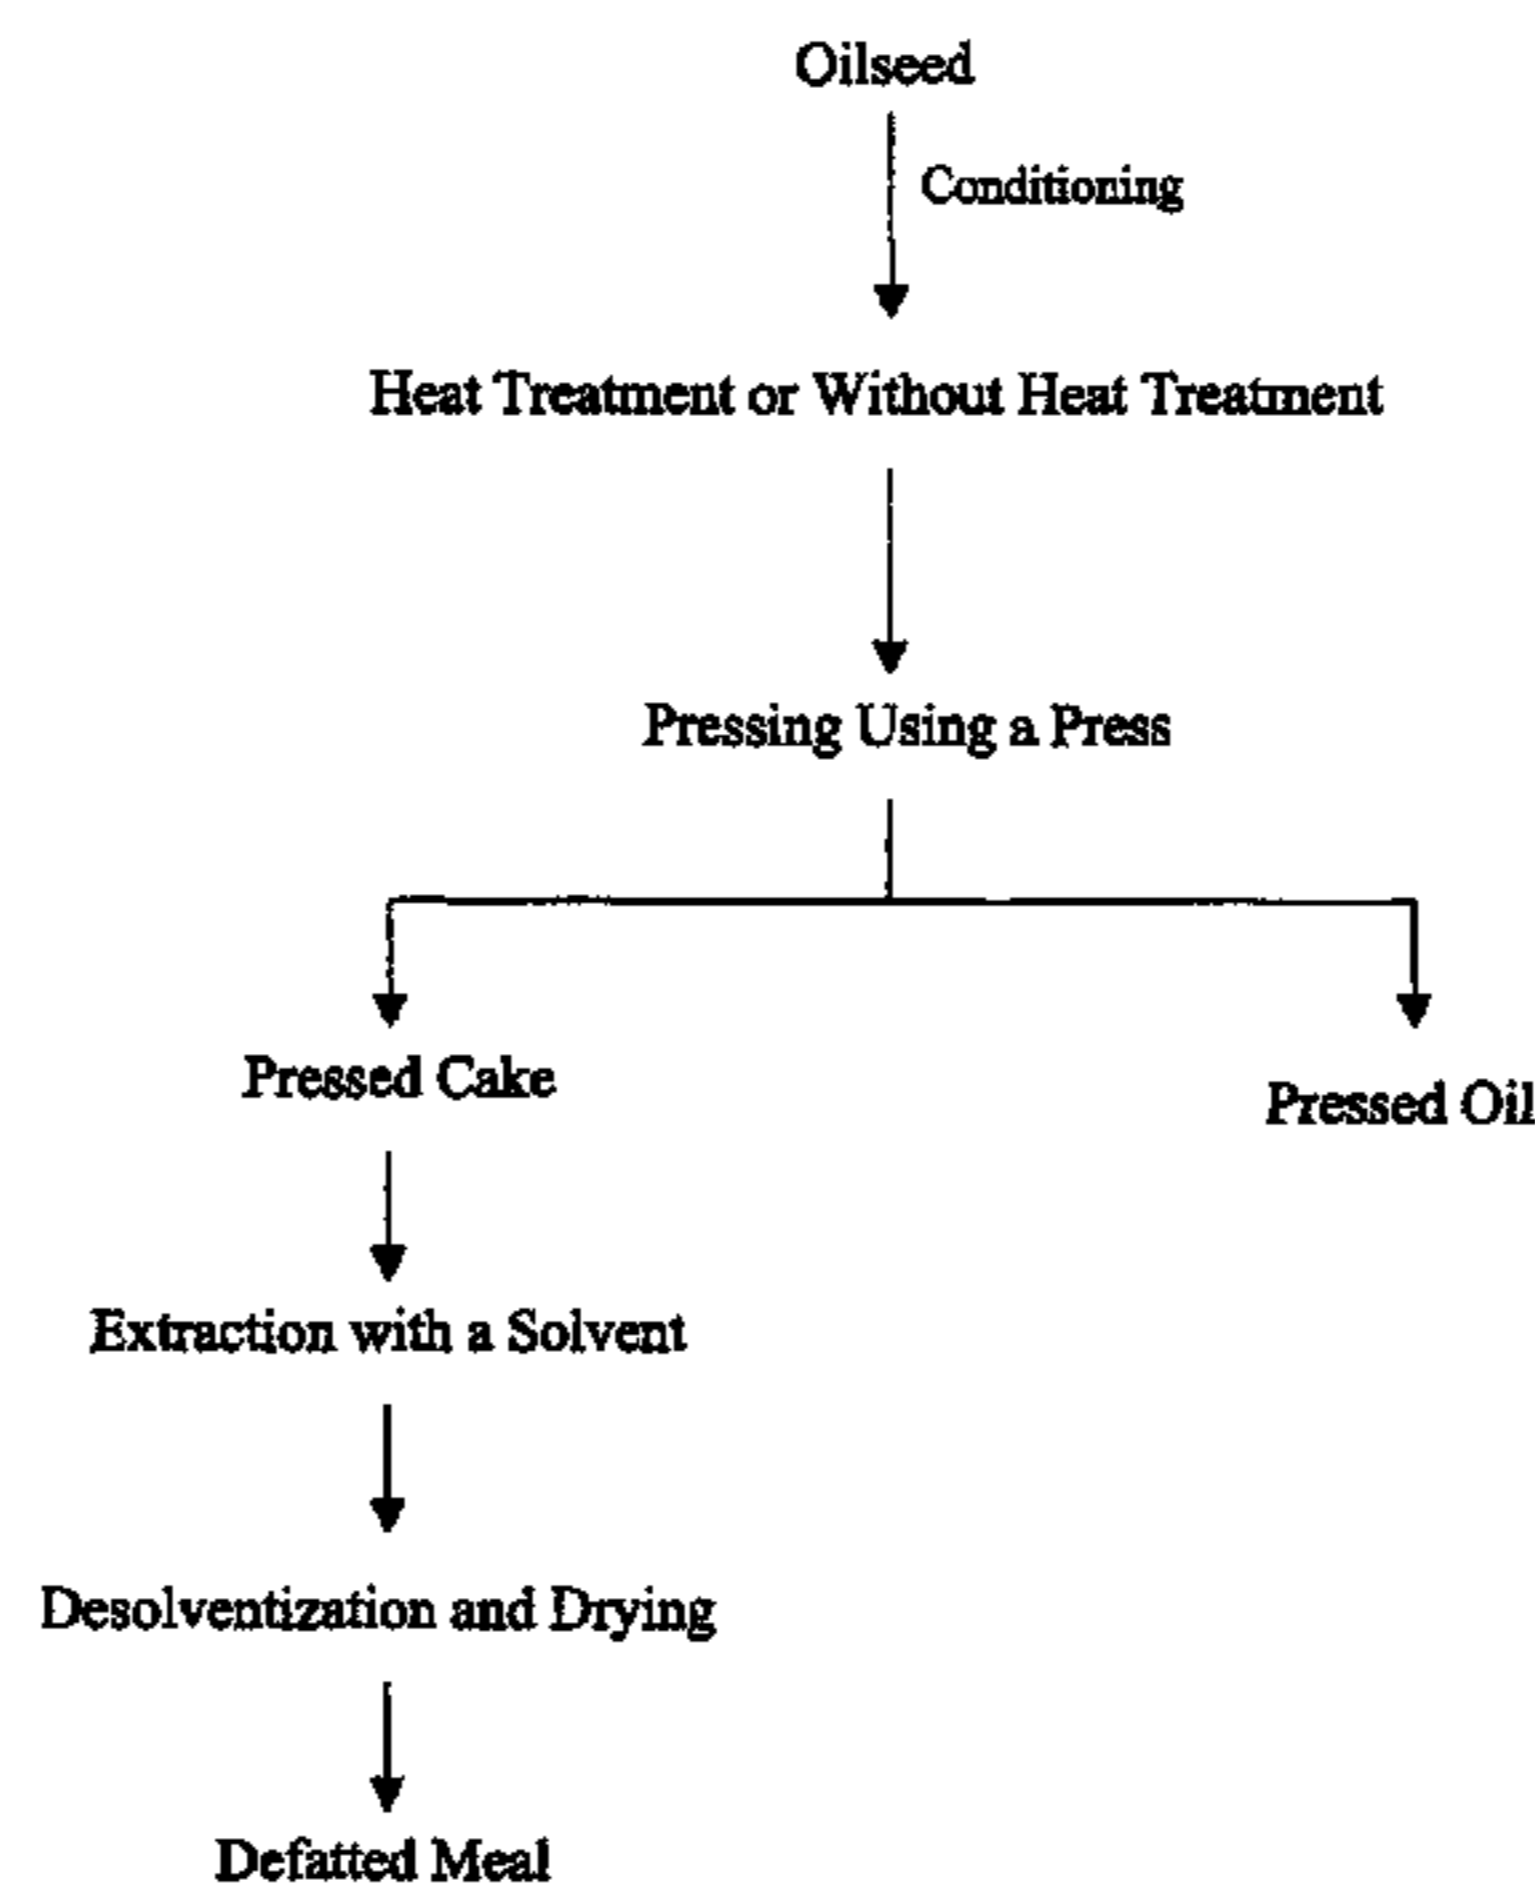 Oilseed
Conditioning
Heat Treatment or Without Heat Treatment
Pressing Using a Press
Pressed Cake
Pressed Oil
Extraction with a Solvent
Desolventization and Drying
Defatted Meal